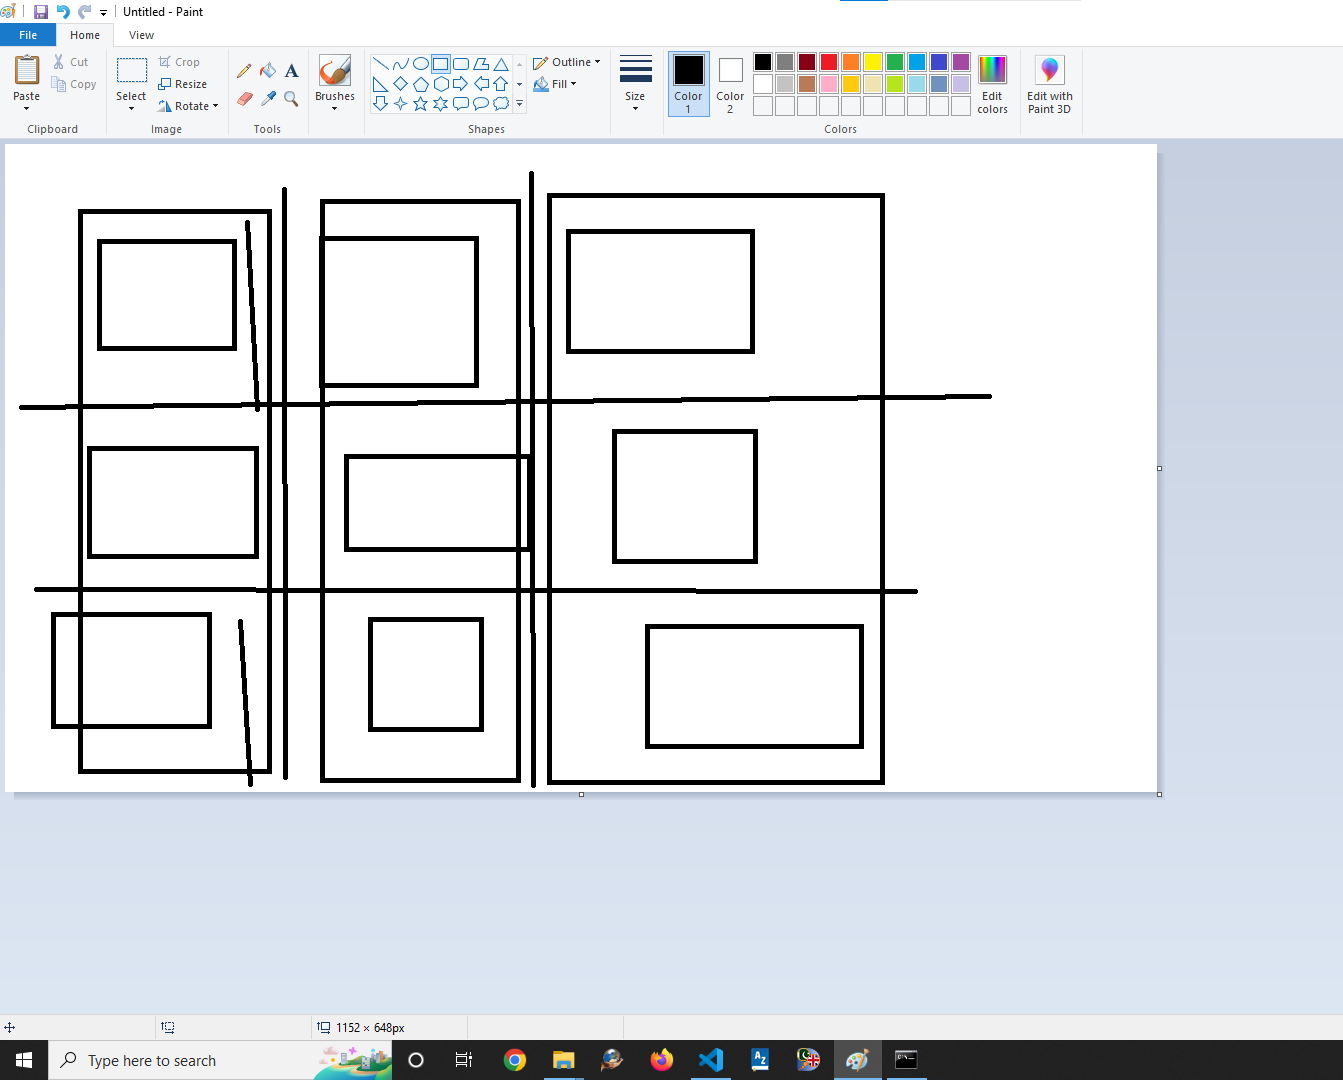 Untitled - Paint
File Home View
Paste
Cut
Copy
Clipboard
Select
Crop
Resize
Rotate
Image
A
Tools
Brushes
Outline
Fill
Shapes
Size
Color 1
Color 2
Edit colors
Colors
Edit with Paint 3D
1152 × 648px
Type here to search
A Z